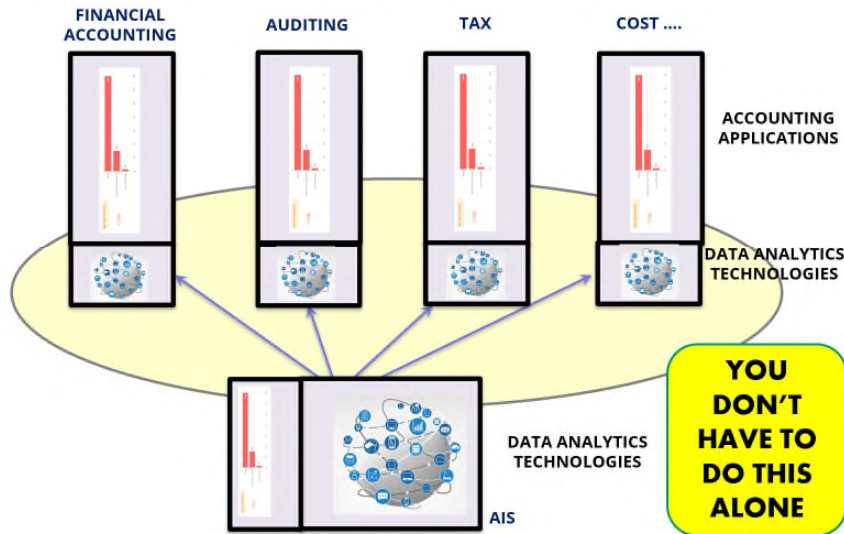 FINANCIAL
ACCOUNTING
AUDITING
TAX
COST ....
ACCOUNTING
APPLICATIONS
DATA ANALYTICS
TECHNOLOGIES
DATA ANALYTICS
TECHNOLOGIES
AIS
YOU
DON'T
HAVE TO
DO THIS
ALONE